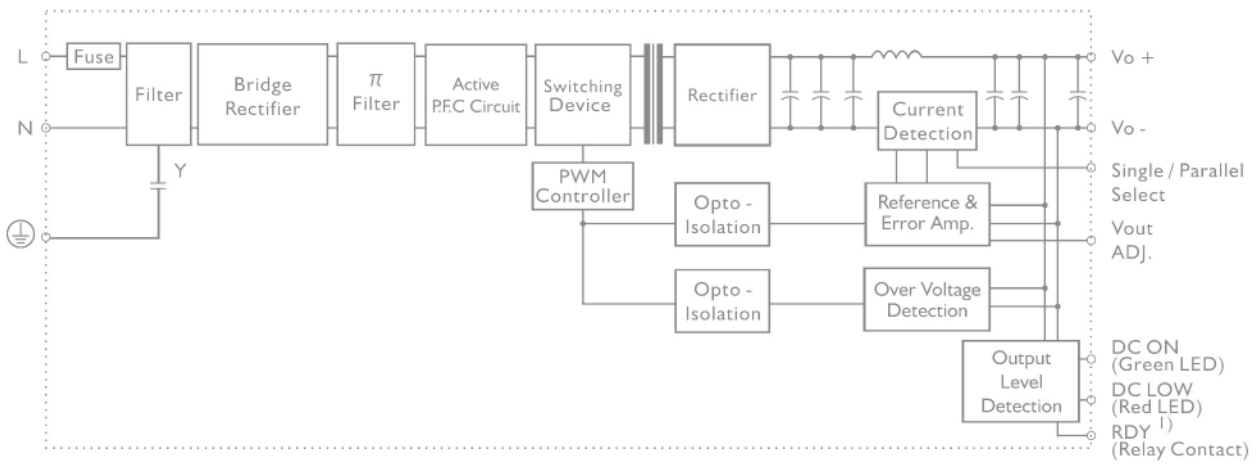 L
Fuse
Filter
Bridge
Rectifier
π
Filter
Active
P.F.C Circuit
Switching
Device
Rectifier
Current
Detection
Vo +
N
Vo -
Y
PWM
Controller
Opto -
Isolation
Reference &
Error Amp.
Single / Parallel
Select
Vout
ADJ.
Opto -
Isolation
Over Voltage
Detection
Output
Level
Detection
DC ON
(Green LED)
DC LOW
(Red LED)
RDY 1)
(Relay Contact)